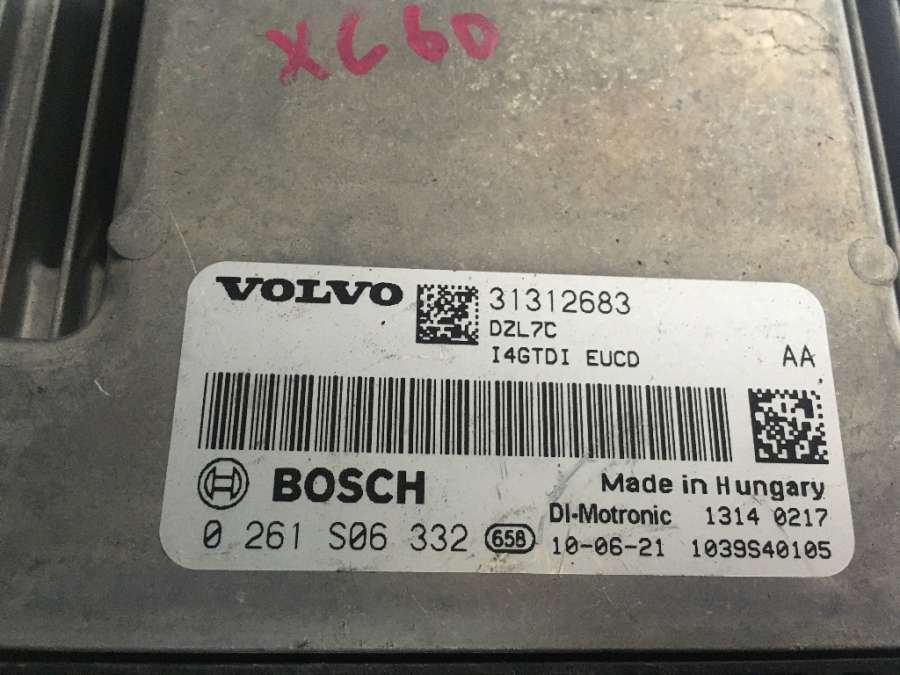 XC60
VOLVO 31312683
DZL7C
I4GTDI EUCD AA
BOSCH Made in Hungary
DI-Motronic 1314 0217
0 261 S06 332 65B 10-06-21 1039S40105